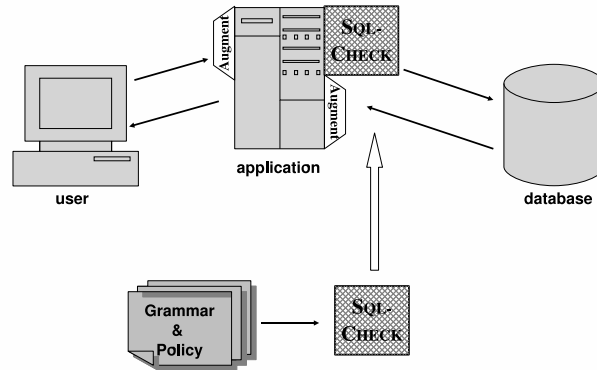 Augment
SQL-
CHECK
Augment
application
user
database
Grammar
&
Policy
SQL-
CHECK